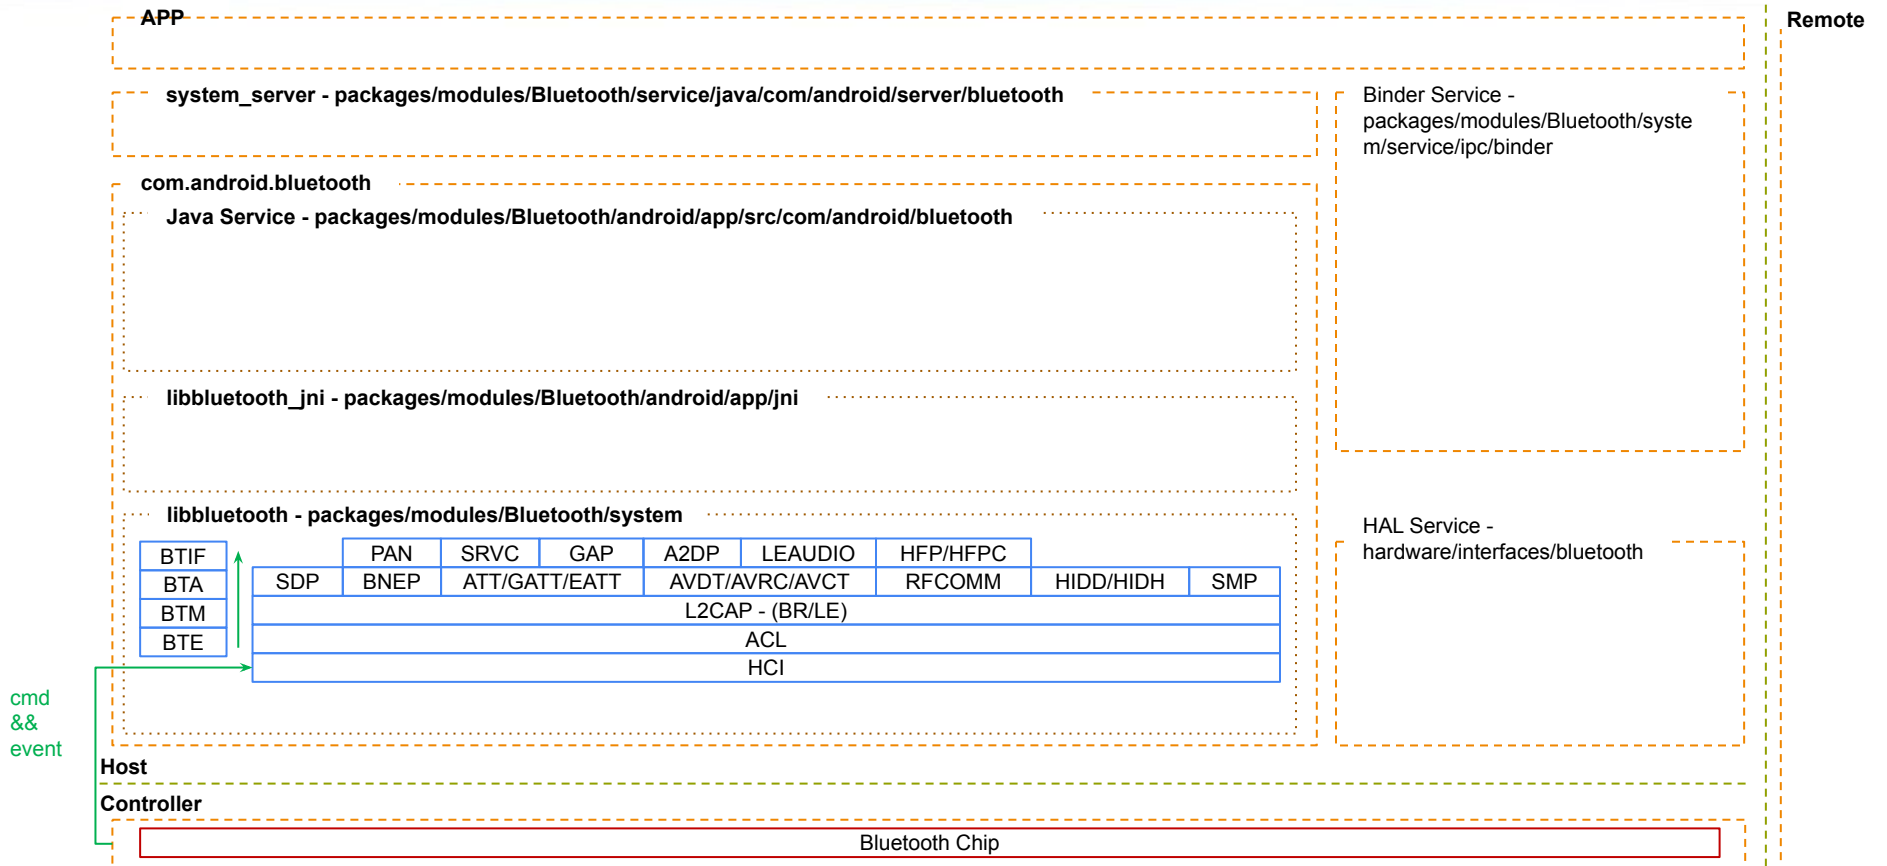 APP
Remote
system_server - packages/modules/Bluetooth/service/java/com/android/server/bluetooth
Binder Service -
packages/modules/Bluetooth/syste
m/service/ipc/binder
com.android.bluetooth
Java Service - packages/modules/Bluetooth/android/app/src/com/android/bluetooth
libbluetooth_jni - packages/modules/Bluetooth/android/app/jni
libbluetooth - packages/modules/Bluetooth/system
HAL Service -
hardware/interfaces/bluetooth
BTIF
BTA
BTM
BTE
PAN SRVC GAP A2DP LEAUDIO HFP/HFPC
SDP BNEP ATT/GATT/EATT AVDT/AVRC/AVCT RFCOMM HIDD/HIDH SMP
L2CAP - (BR/LE)
ACL
HCI
cmd
&&
event
Host
Controller
Bluetooth Chip